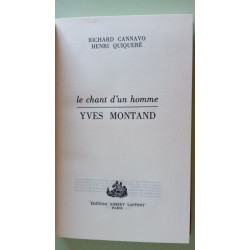 RICHARD CANNAVO
HENRI QUIQUERÉ
le chant d'un homme
YVES MONTAND
ÉDITIONS ROBERT LAFFONT
PARIS